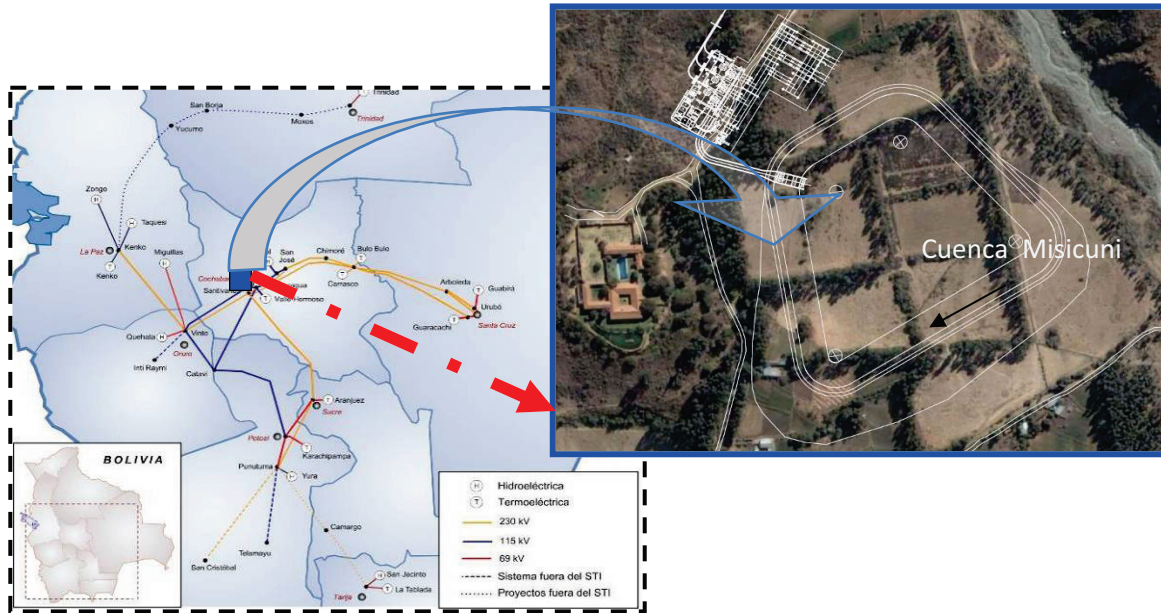 Trinidad
San Borja
Trinidad
Moxos
Yucumo
Zongo
Taquesi
H
H
Miguillas
H
La Paz
Kenko
T
Kenko
San
José
Chimoré
Bulo Bulo
T
T
Carrasco
Santivañ
Valle Hermoso
T
Arboleda
Guabirá
T
Urubó
Guaracachi
T
Santa Cruz
Quehata
H
Vinto
Oruro
Inti Raymi
Catavi
Aranjuez
T
Sucre
Potosí
T
Karachipampa
Punutuma
H
Yura
Camargo
Telamayu
San Cristóbal
San Jacinto
H
La Tablada
T
Tarija
BOLIVIA
H Hidroeléctrica
T Termoeléctrica
230 kV
115 kV
69 kV
Sistema fuera del STI
Proyectos fuera del STI
Cuenca Misicuni